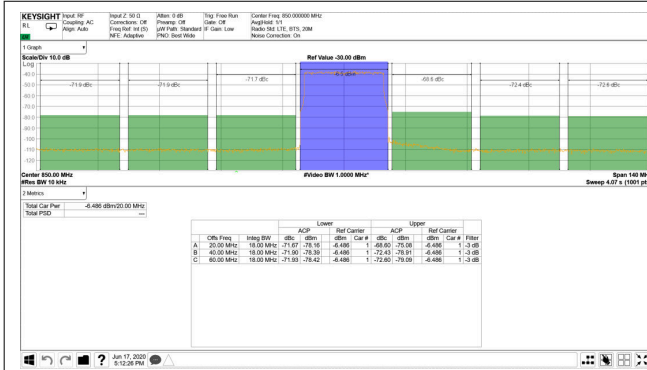 KEYSIGHT Input: RF Input Z: 50 Ω Atten: 0 dB Trig: Free Run Center Freq: 850.000000 MHz
RL Coupling: AC Corrections: Off Preamp: Off Gate: Off Avg|Hold: 1/1
Align: Auto Freq Ref: Int (S) µW Path: Standard IF Gain: Low Radio Std: LTE, BTS, 20M
NFE: Adaptive PNO: Best Wide Noise Correction: On
1 Graph
Scale/Div 10.0 dB Ref Value -30.00 dBm
Log
-40.0
-50.0
-60.0
-70.0
-80.0
-90.0
-100
-110
-120
-71.9 dBc -71.9 dBc -71.7 dBc -6.5 dBm -68.6 dBc -72.4 dBc -72.6 dBc
Center 850.00 MHz #Video BW 1.0000 MHz* Span 140 MH
#Res BW 10 kHz Sweep 4.07 s (1001 pt
2 Metrics
Total Car Pwr -6.486 dBm/20.00 MHz
Total PSD ---
Lower Upper
ACP Ref Carrier ACP Ref Carrier
Offs Freq Integ BW dBc dBm dBm Car # dBc dBm dBm Car # Filter
A 20.00 MHz 18.00 MHz -71.67 -78.16 -6.486 1 -68.60 -75.08 -6.486 1 -3 dB
B 40.00 MHz 18.00 MHz -71.90 -78.39 -6.486 1 -72.43 -78.91 -6.486 1 -3 dB
C 60.00 MHz 18.00 MHz -71.93 -78.42 -6.486 1 -72.60 -79.09 -6.486 1 -3 dB
? Jun 17, 2020
5:12:26 PM